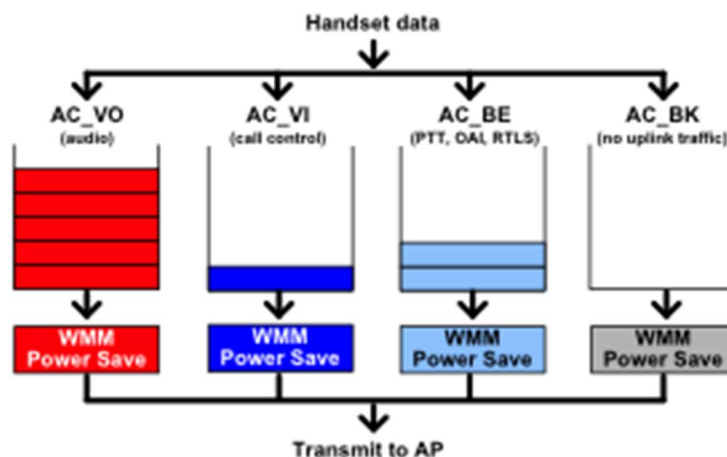 Handset data
AC_VO
(audio)
AC_VI
(call control)
AC_BE
(PTT, OAI, RTLS)
AC_BK
(no uplink traffic)
WMM
Power Save
WMM
Power Save
WMM
Power Save
WMM
Power Save
Transmit to AP